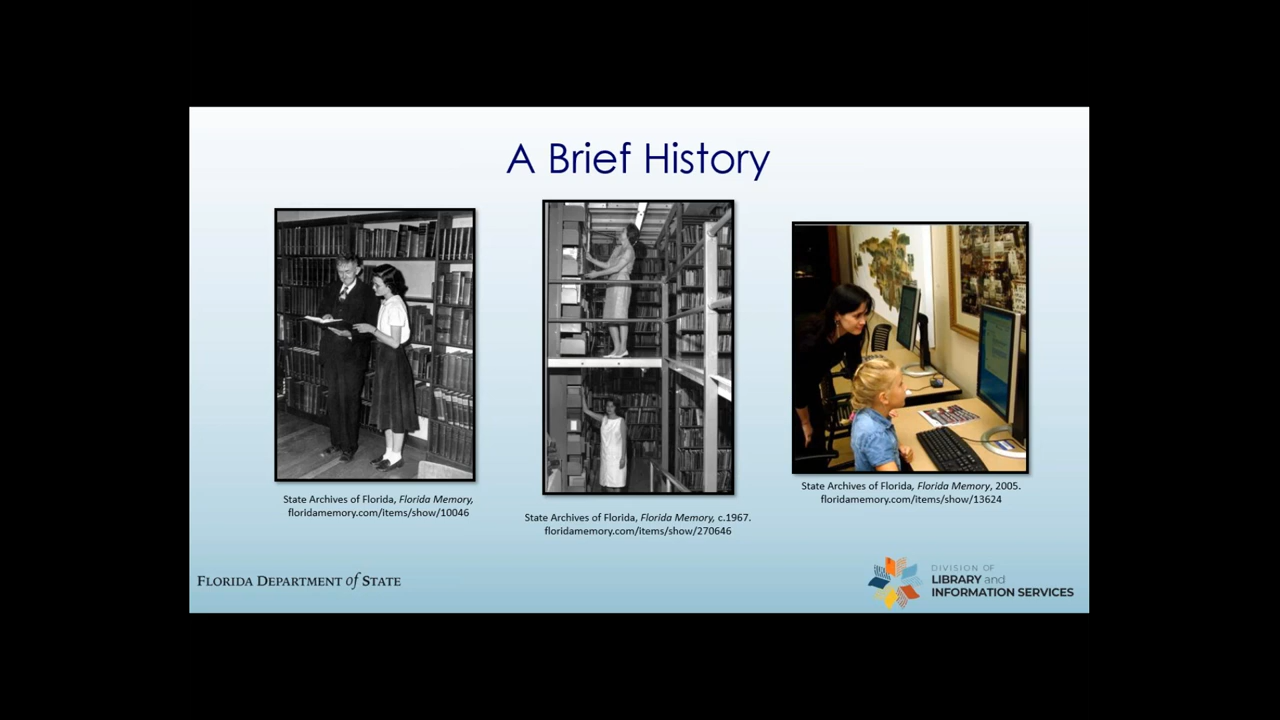 A Brief History
State Archives of Florida, Florida Memory,
floridamemory.com/items/show/10046
State Archives of Florida, Florida Memory, c.1967.
floridamemory.com/items/show/270646
State Archives of Florida, Florida Memory, 2005.
floridamemory.com/items/show/13624
FLORIDA DEPARTMENT of STATE
DIVISION OF
LIBRARY and
INFORMATION SERVICES